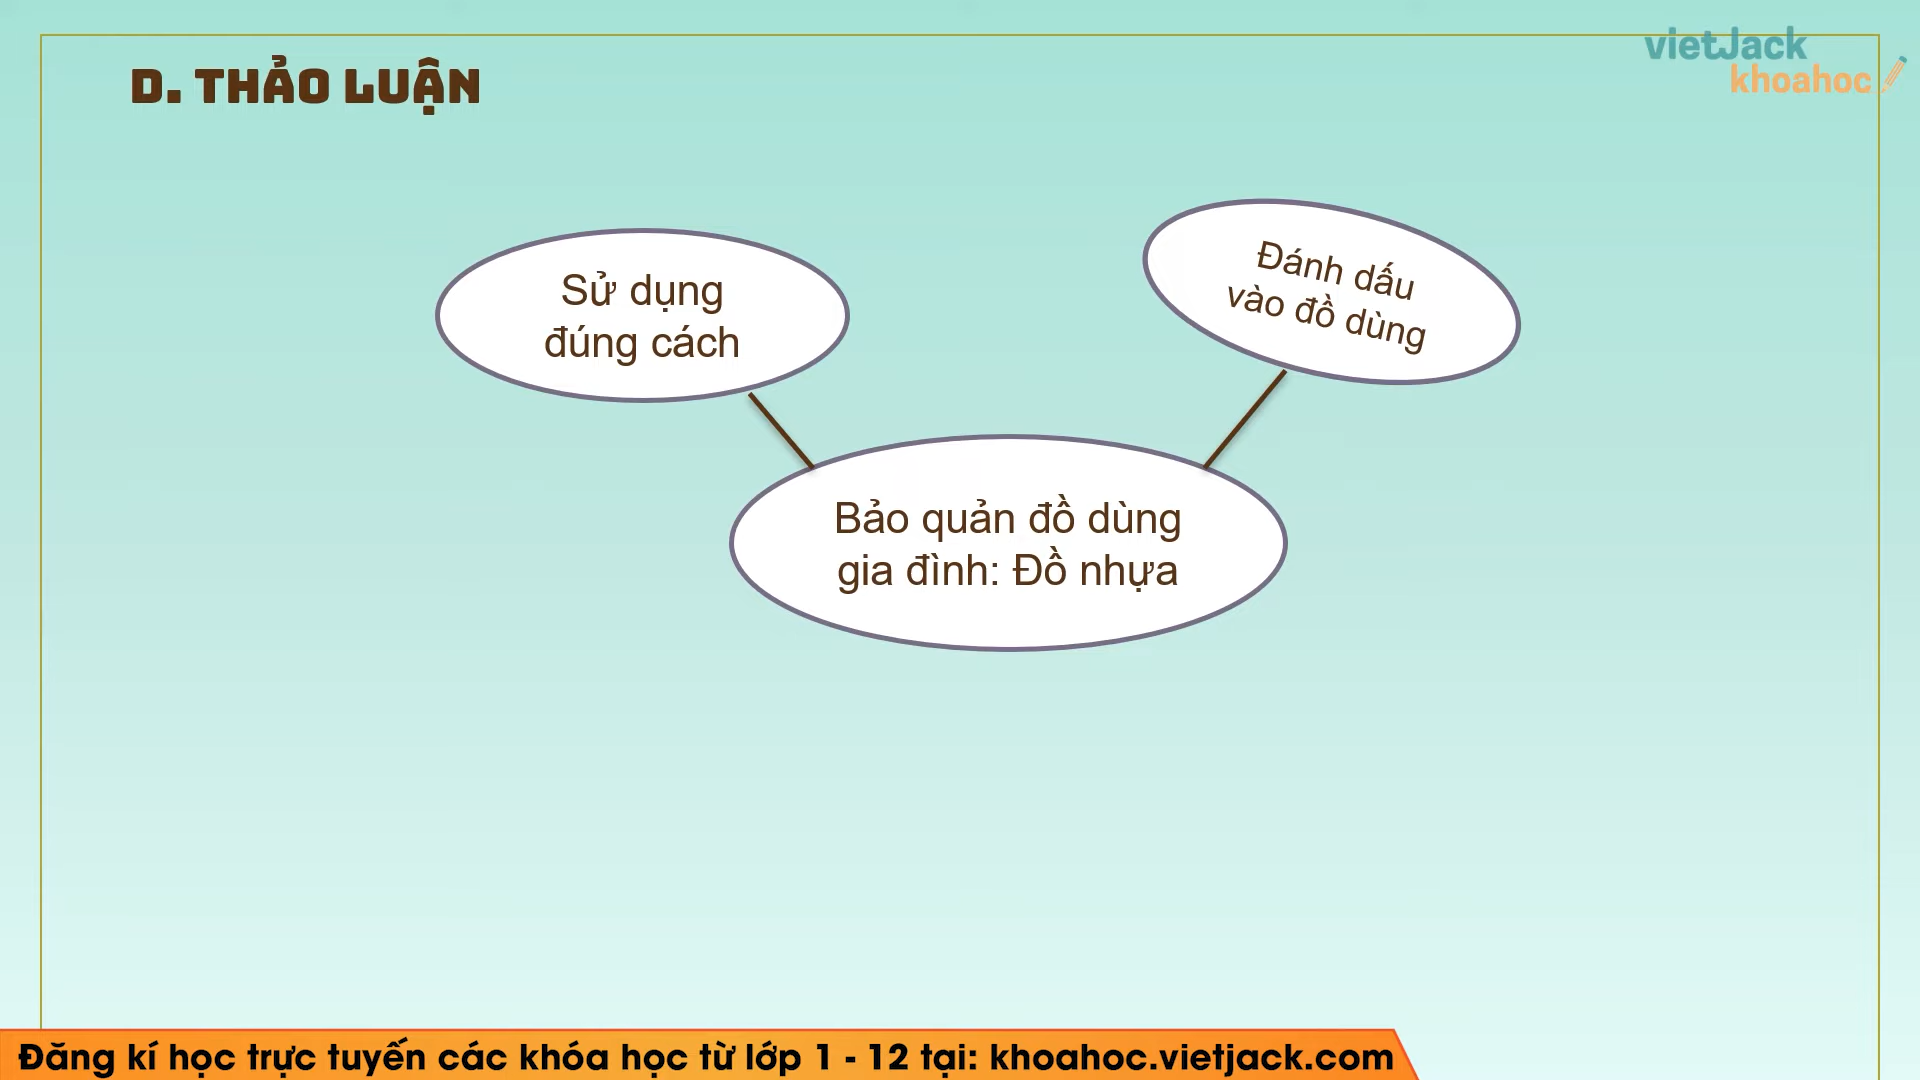 vietJack
khoahoc
D. THẢO LUẬN
Sử dụng
đúng cách
Đánh dấu
vào đồ dùng
Bảo quản đồ dùng
gia đình: Đồ nhựa
Đăng kí học trực tuyến các khóa học từ lớp 1 - 12 tại: khoahoc.vietjack.com